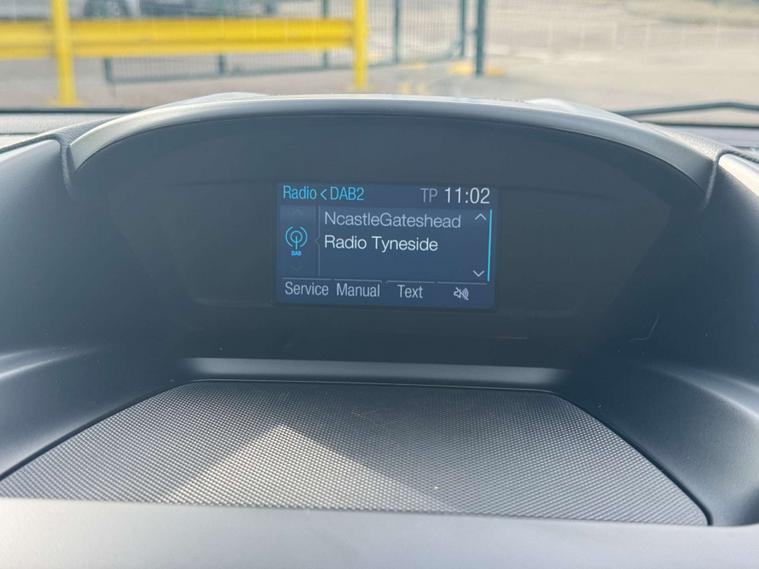 Radio < DAB2 TP 11:02
NcastleGateshead
DAB
Radio Tyneside
Service Manual Text